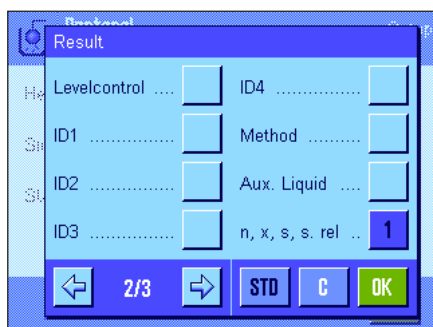 Result
Levelcontrol ....
ID4 ...............
ID1 ...............
Method ..........
ID2 ...............
Aux. Liquid ....
ID3 ...............
n, x, s, s. rel .. 1
2/3
STD
C
OK